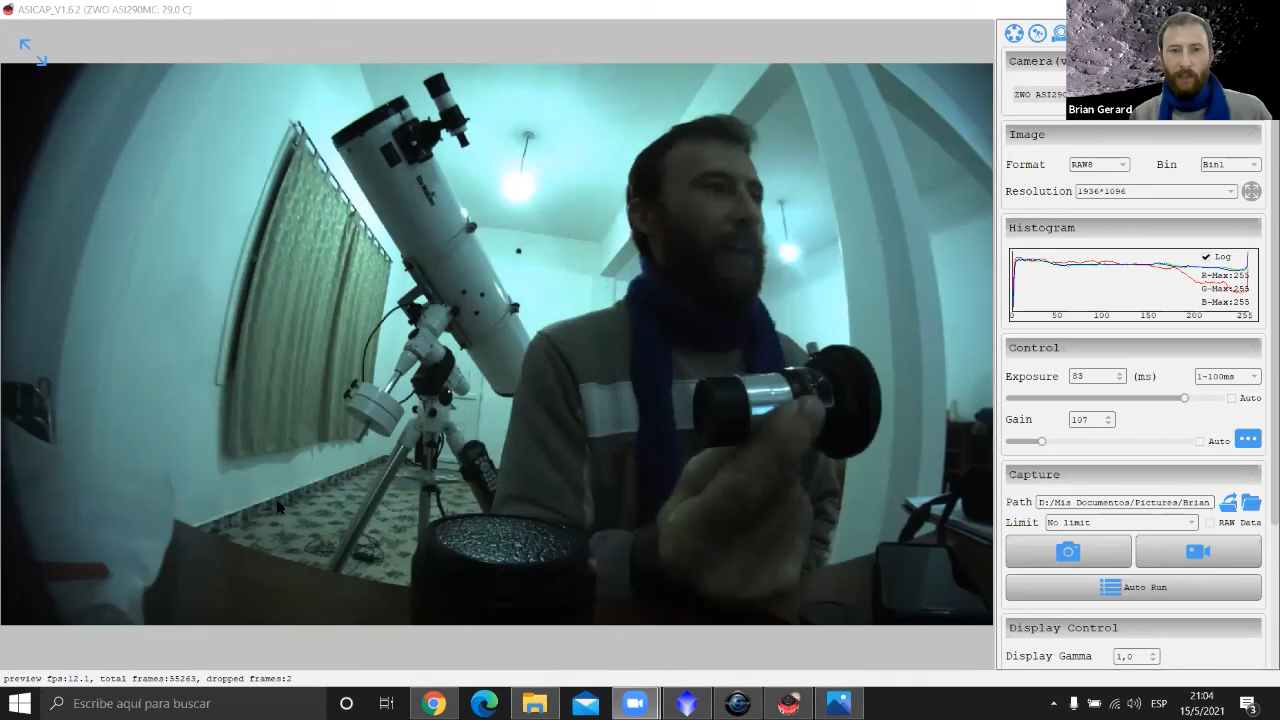 ASICAP_V1.6.2 (ZWO ASI290MC: 29.0 C)
Camera(v
ZWO ASI290
Brian Gerard
Image
Format RAW8 Bin Bin1
Resolution 1936*1096
Histogram
Log
R-Max:255
G-Max:255
B-Max:255
0 50 100 150 200 255
Control
Exposure 83 (ms) 1-100ms
Auto
Gain 107
Auto
Capture
Path D:/Mis Documentos/Pictures/Brian
Limit No limit RAW Data
Auto Run
Display Control
Display Gamma 1,0
preview fps:12.1, total frames:55263, dropped frames:2
Escribe aquí para buscar
ESP
21:04
15/5/2021
3